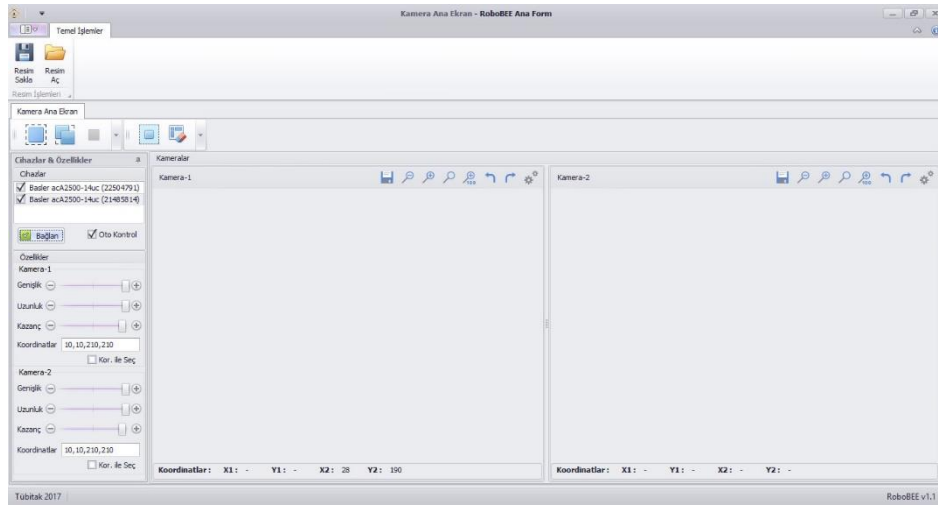 Kamera Ana Ekran - RoboBEE Ana Form
Temel İşlemler
Resim Sakla
Resim Aç
Resim İşlemleri
Kamera Ana Ekran
Cihazlar & Özellikler
Cihazlar
Basler acA2500-14uc (22504791)
Basler acA2500-14uc (21485814)
Bağlan
Oto Kontrol
Özellikler
Kamera-1
Genişlik
Uzunluk
Kazanç
Koordinatlar 10,10,210,210
Kor. ile Seç
Kamera-2
Genişlik
Uzunluk
Kazanç
Koordinatlar 10,10,210,210
Kor. ile Seç
Kameralar
Kamera-1
Koordinatlar: X1: - Y1: - X2: 28 Y2: 190
Kamera-2
Koordinatlar: X1: - Y1: - X2: - Y2: -
Tübitak 2017
RoboBEE v1.1